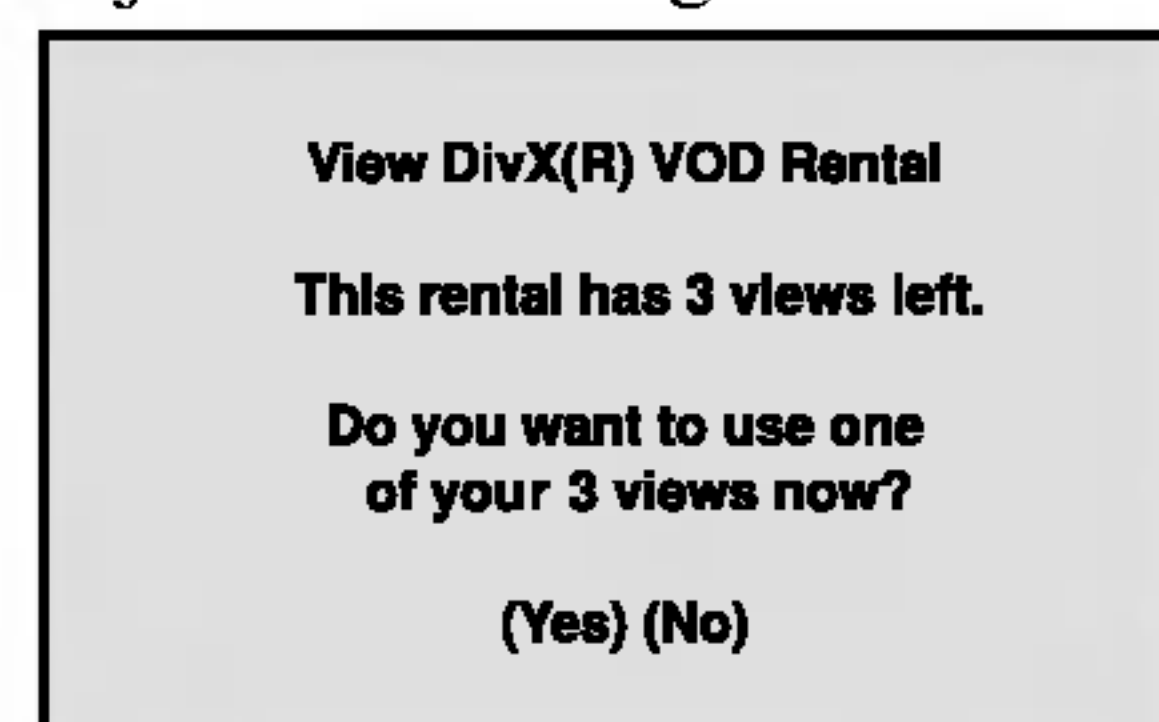 View DivX(R) VOD Rental
This rental has 3 views left.
Do you want to use one
of your 3 views now?
(Yes) (No)